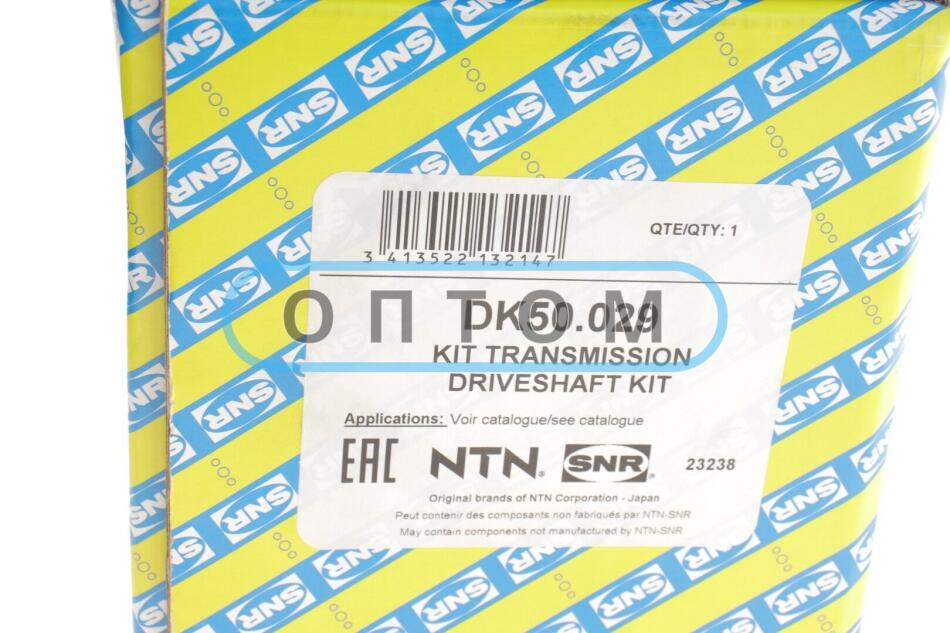 QTE/QTY: 1
3 413522 132147
DK50.029
ОПТОМ
KIT TRANSMISSION
DRIVESHAFT KIT
Applications: Voir catalogue/see catalogue
EAC NTN® SNR® 23238
Original brands of NTN Corporation - Japan
Peut contenir des composants non fabriqués par NTN-SNR
May contain components not manufactured by NTN-SNR
SNR